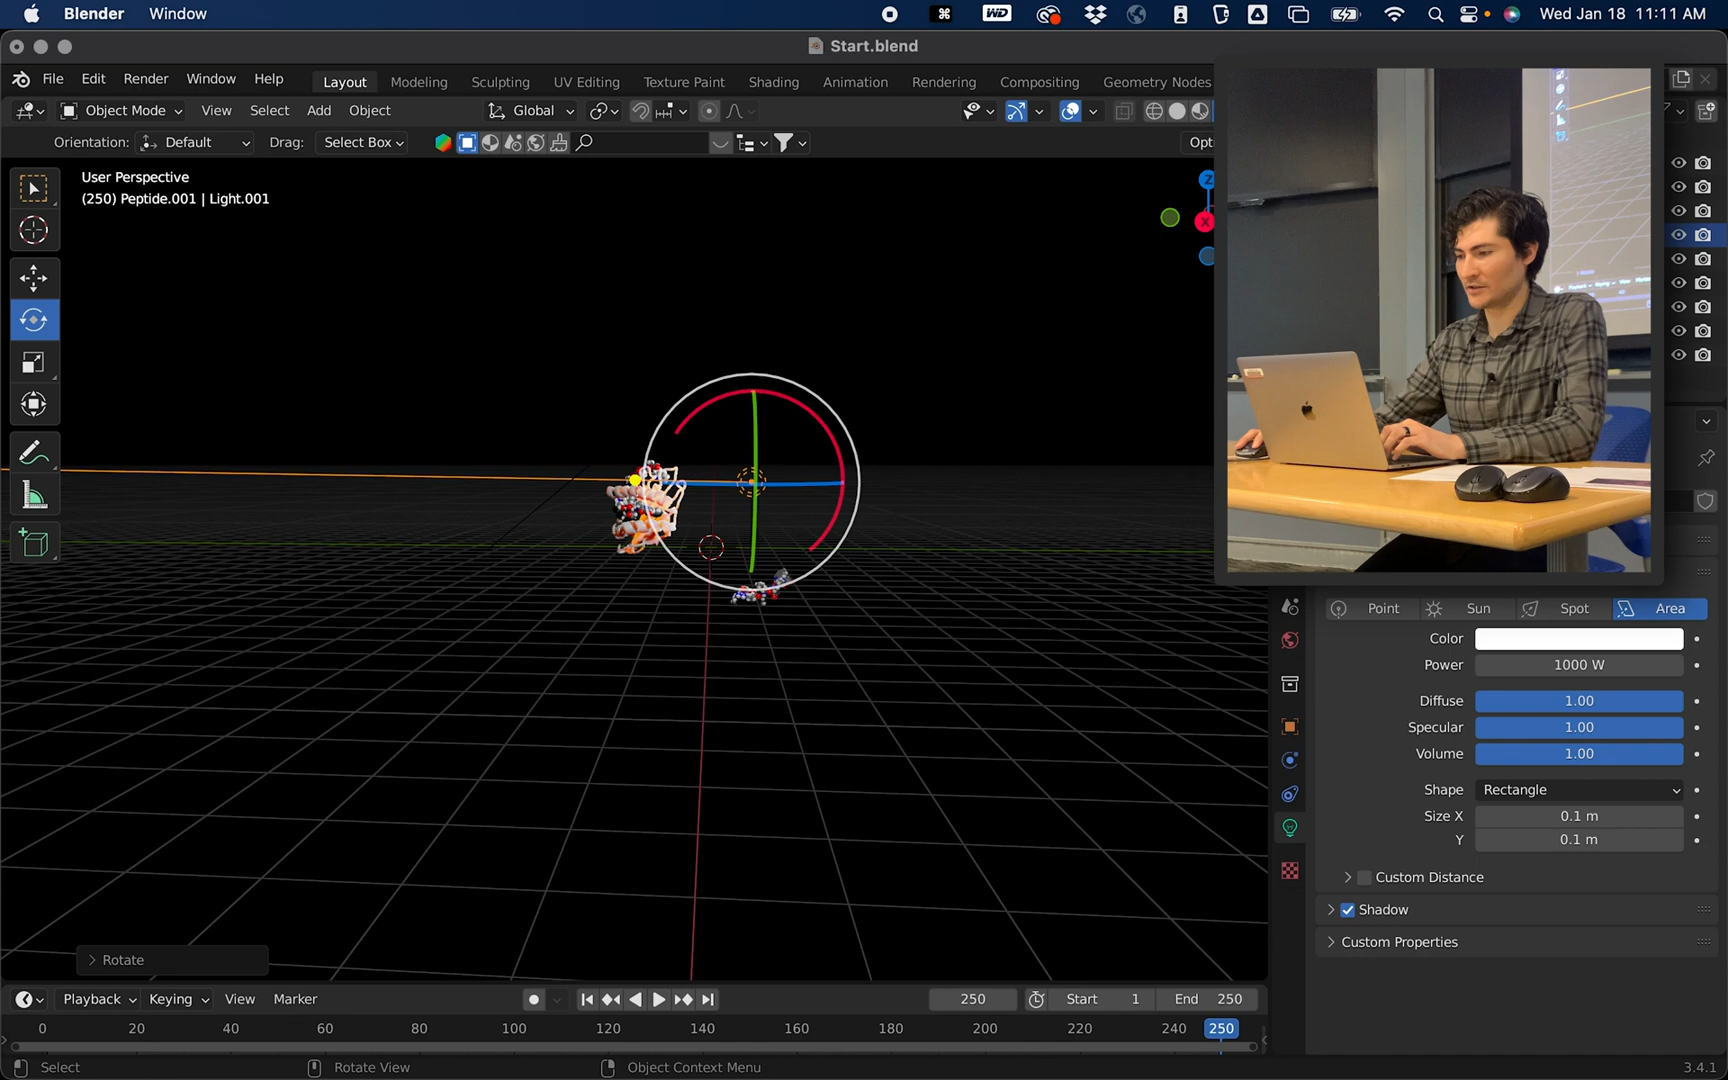 Blender Window
Wed Jan 18 11:11 AM
Start.blend
File Edit Render Window Help
Layout Modeling Sculpting UV Editing Texture Paint Shading Animation Rendering Compositing Geometry Nodes
Object Mode View Select Add Object Global
Orientation: Default Drag: Select Box
Opt
User Perspective
(250) Peptide.001 | Light.001
Z
X
Point Sun Spot Area
Color
Power 1000 W
Diffuse 1.00
Specular 1.00
Volume 1.00
Shape Rectangle
Size X 0.1 m
Y 0.1 m
Custom Distance
Shadow
Custom Properties
Rotate
Playback Keying View Marker
250 Start 1 End 250
0 20 40 60 80 100 120 140 160 180 200 220 240 250
Select Rotate View Object Context Menu
3.4.1